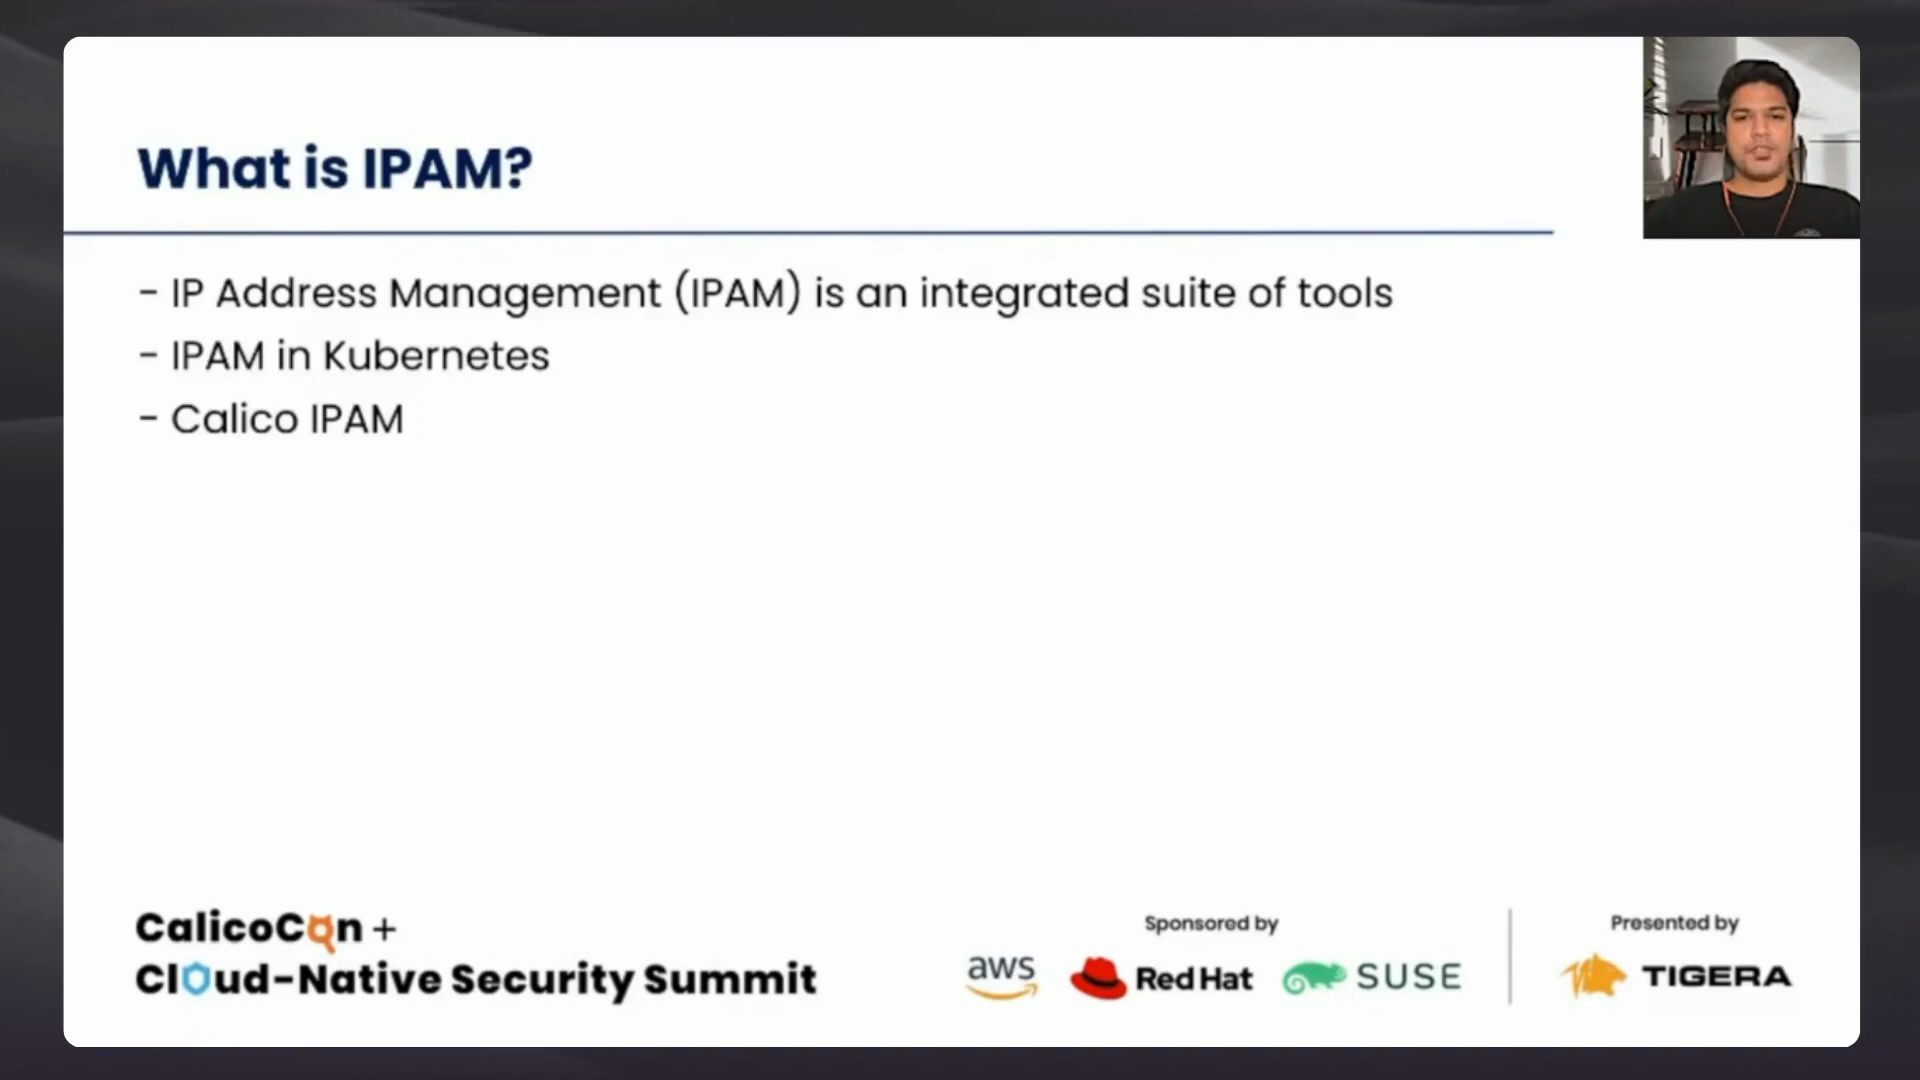 What is IPAM?
- IP Address Management (IPAM) is an integrated suite of tools
- IPAM in Kubernetes
- Calico IPAM
CalicoCon +
Cloud-Native Security Summit
Sponsored by
aws
Red Hat
SUSE
Presented by
TIGERA